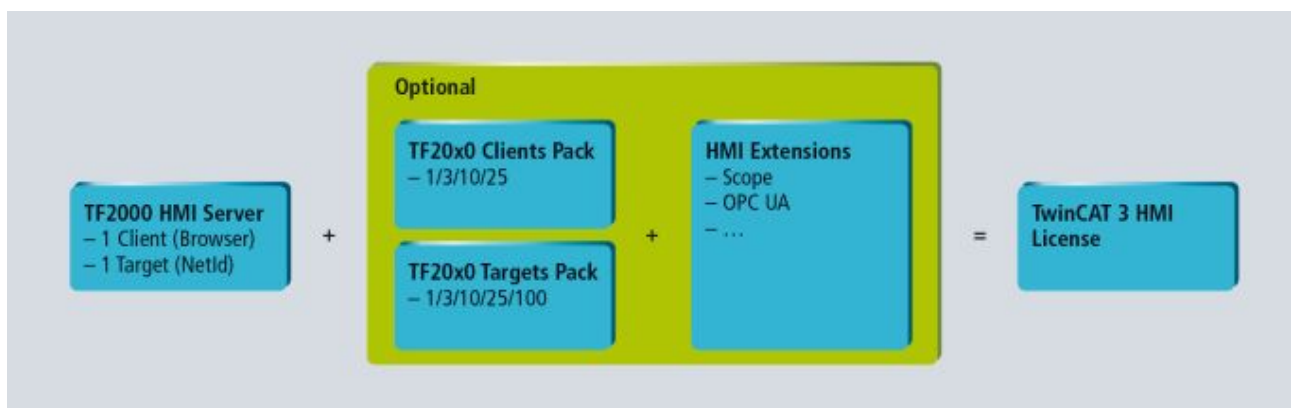 Optional
TF2000 HMI Server
– 1 Client (Browser)
– 1 Target (NetId)
+
TF20x0 Clients Pack
– 1/3/10/25
TF20x0 Targets Pack
– 1/3/10/25/100
+
HMI Extensions
– Scope
– OPC UA
– ...
=
TwinCAT 3 HMI
License